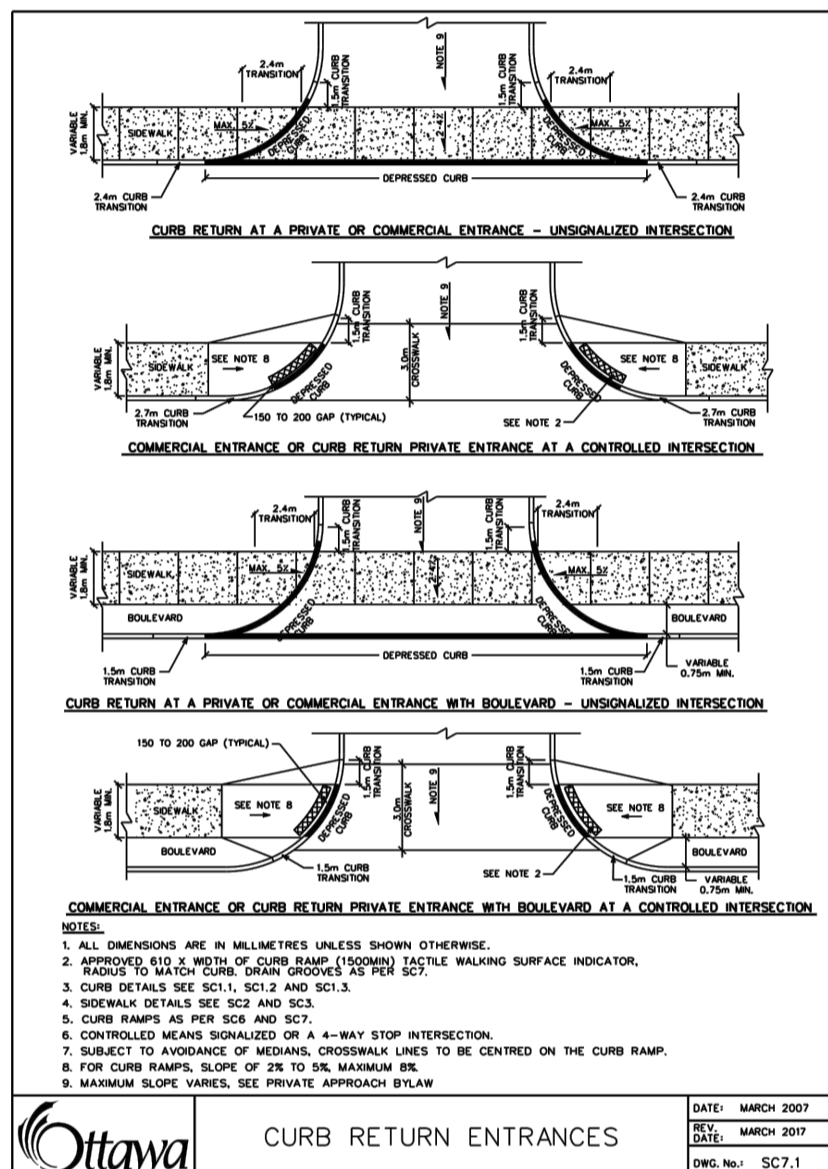 2.4m
TRANSITION
1.5m CURB
TRANSITION
NOTE 9
2.4m
TRANSITION
VARIABLE
1.8m MIN.
SIDEWALK
MAX. 5%
DEPRESSED
CURB
2-4%
DEPRESSED
CURB
MAX. 5%
DEPRESSED CURB
2.4m CURB
TRANSITION
2.4m CURB
TRANSITION
CURB RETURN AT A PRIVATE OR COMMERCIAL ENTRANCE - UNSIGNALIZED INTERSECTION
NOTE 9
1.5m CURB
TRANSITION
1.5m CURB
TRANSITION
VARIABLE
1.8m MIN.
SIDEWALK
SEE NOTE 8
DEPRESSED
CURB
3.0m
CROSSWALK
DEPRESSED
CURB
SEE NOTE 8
SIDEWALK
2.7m CURB
TRANSITION
150 TO 200 GAP (TYPICAL)
SEE NOTE 2
2.7m CURB
TRANSITION
COMMERCIAL ENTRANCE OR CURB RETURN PRIVATE ENTRANCE AT A CONTROLLED INTERSECTION
2.4m
TRANSITION
1.5m CURB
TRANSITION
NOTE 9
1.5m CURB
TRANSITION
2.4m
TRANSITION
VARIABLE
1.8m MIN.
SIDEWALK
MAX. 5%
2-4%
MAX. 5%
BOULEVARD
DEPRESSED
CURB
DEPRESSED
CURB
BOULEVARD
DEPRESSED CURB
1.5m CURB
TRANSITION
1.5m CURB
TRANSITION
VARIABLE
0.75m MIN.
CURB RETURN AT A PRIVATE OR COMMERCIAL ENTRANCE WITH BOULEVARD - UNSIGNALIZED INTERSECTION
150 TO 200 GAP (TYPICAL)
1.5m CURB
TRANSITION
NOTE 9
1.5m CURB
TRANSITION
VARIABLE
1.8m MIN.
SIDEWALK
SEE NOTE 8
DEPRESSED
CURB
3.0m
CROSSWALK
DEPRESSED
CURB
SEE NOTE 8
SIDEWALK
BOULEVARD
1.5m CURB
TRANSITION
SEE NOTE 2
1.5m CURB
TRANSITION
BOULEVARD
VARIABLE
0.75m MIN.
COMMERCIAL ENTRANCE OR CURB RETURN PRIVATE ENTRANCE WITH BOULEVARD AT A CONTROLLED INTERSECTION
NOTES:
1. ALL DIMENSIONS ARE IN MILLIMETRES UNLESS SHOWN OTHERWISE.
2. APPROVED 610 X WIDTH OF CURB RAMP (1500MIN) TACTILE WALKING SURFACE INDICATOR,
RADIUS TO MATCH CURB. DRAIN GROOVES AS PER SC7.
3. CURB DETAILS SEE SC1.1, SC1.2 AND SC1.3.
4. SIDEWALK DETAILS SEE SC2 AND SC3.
5. CURB RAMPS AS PER SC6 AND SC7.
6. CONTROLLED MEANS SIGNALIZED OR A 4-WAY STOP INTERSECTION.
7. SUBJECT TO AVOIDANCE OF MEDIANS, CROSSWALK LINES TO BE CENTRED ON THE CURB RAMP.
8. FOR CURB RAMPS, SLOPE OF 2% TO 5%, MAXIMUM 8%.
9. MAXIMUM SLOPE VARIES, SEE PRIVATE APPROACH BYLAW
Ottawa
CURB RETURN ENTRANCES
DATE: MARCH 2007
REV. DATE: MARCH 2017
DWG. No.: SC7.1